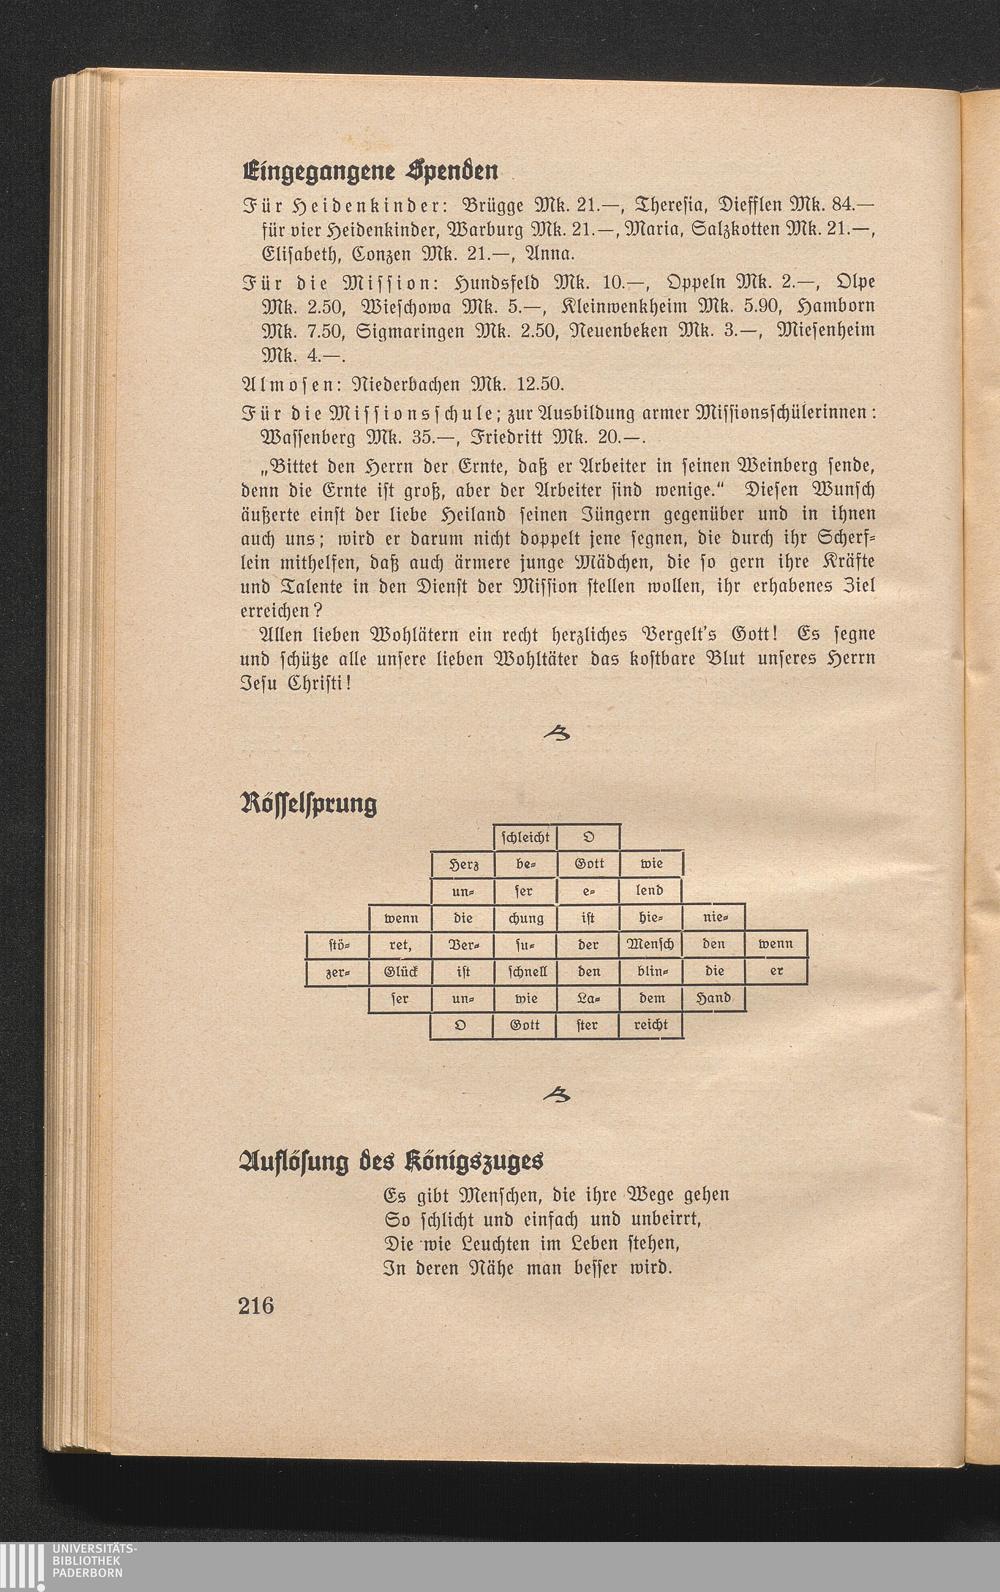 Eingegangene Spenden
Für Heidenkinder: Brügge Mk. 21.—, Theresia, Diefflen Mk. 84.—
für vier Heidenkinder, Warburg Mk. 21.—, Maria, Salzkotten Mk. 21.—,
Elisabeth, Conzen Mk. 21.—, Anna.
Für die Mission: Hundsfeld Mk. 10.—, Oppeln Mk. 2.—, Olpe
Mk. 2.50, Wieschowa Mk. 5.—, Kleinwenkheim Mk. 5.90, Hamborn
Mk. 7.50, Sigmaringen Mk. 2.50, Neuenbeken Mk. 3.—, Miesenheim
Mk. 4.—.
Almosen: Niederbachen Mk. 12.50.
Für die Missionsschule; zur Ausbildung armer Missionsschülerinnen:
Wassenberg Mk. 35.—, Friedritt Mk. 20.—.
„Bittet den Herrn der Ernte, daß er Arbeiter in seinen Weinberg sende,
denn die Ernte ist groß, aber der Arbeiter sind wenige.“ Diesen Wunsch
äußerte einst der liebe Heiland seinen Jüngern gegenüber und in ihnen
auch uns; wird er darum nicht doppelt jene segnen, die durch ihr Scherf-
lein mithelfen, daß auch ärmere junge Mädchen, die so gern ihre Kräfte
und Talente in den Dienst der Mission stellen wollen, ihr erhabenes Ziel
erreichen?
Allen lieben Wohlätern ein recht herzliches Vergelt's Gott! Es segne
und schütze alle unsere lieben Wohltäter das kostbare Blut unseres Herrn
Jesu Christi!
Rösselsprung
schleicht O
Herz be- Gott wie
un- ser e- lend
wenn die chung ist hie- nie-
stö- ret, Ver- su- der Mensch den wenn
zer- Glück ist schnell den blin- die er
ser un- wie La- dem Hand
O Gott ster reicht
Auflösung des Königszuges
Es gibt Menschen, die ihre Wege gehen
So schlicht und einfach und unbeirrt,
Die wie Leuchten im Leben stehen,
In deren Nähe man besser wird.
216
UNIVERSITÄTS-
BIBLIOTHEK
PADERBORN